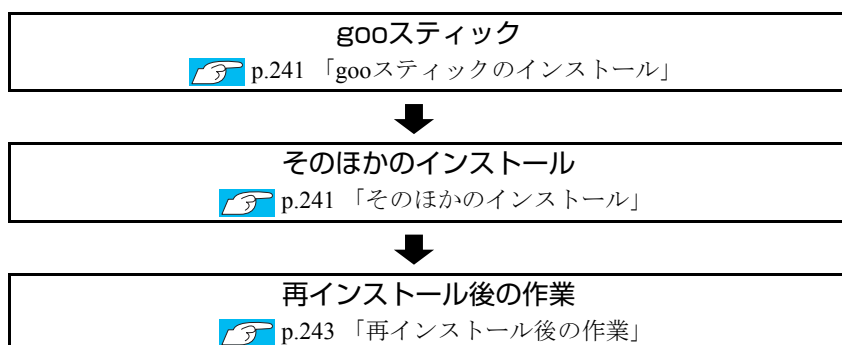 gooスティック
p.241 「gooスティックのインストール」
そのほかのインストール
p.241 「そのほかのインストール」
再インストール後の作業
p.243 「再インストール後の作業」